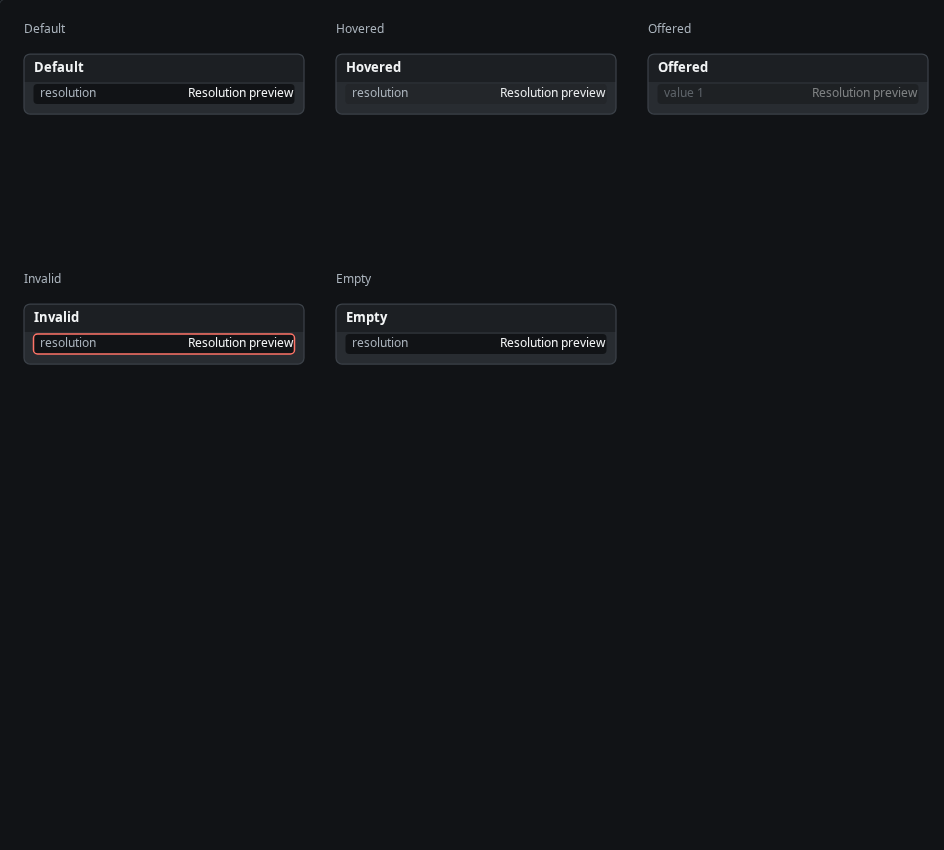 Default
Hovered
Offered
Default
Hovered
Offered
resolution Resolution preview
resolution Resolution preview
value 1 Resolution preview
Invalid
Empty
Invalid
Empty
resolution Resolution preview
resolution Resolution preview